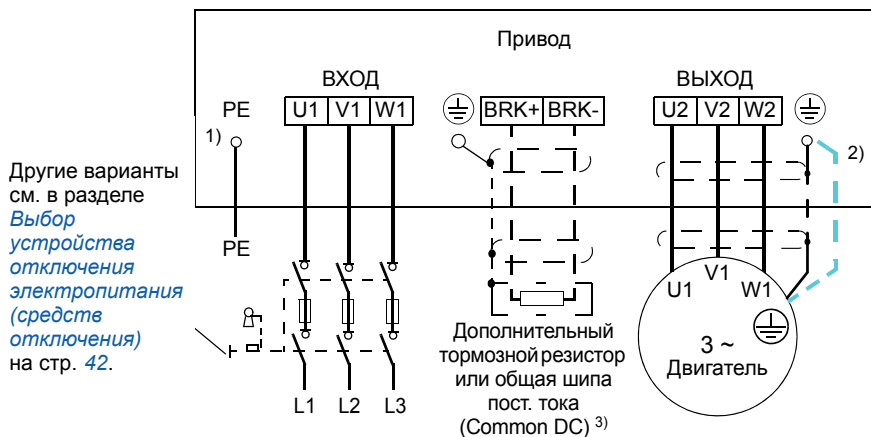 Привод
ВХОД
ВЫХОД
PE
U1 V1 W1
BRK+ BRK-
U2 V2 W2
1)
2)
Другие варианты
см. в разделе
Выбор
устройства
отключения
электропитания
(средств
отключения)
на стр. 42.
PE
U1
V1
W1
3 ~
Двигатель
Дополнительный
тормозной резистор
или общая шипа
пост. тока
(Common DC) 3)
L1 L2 L3